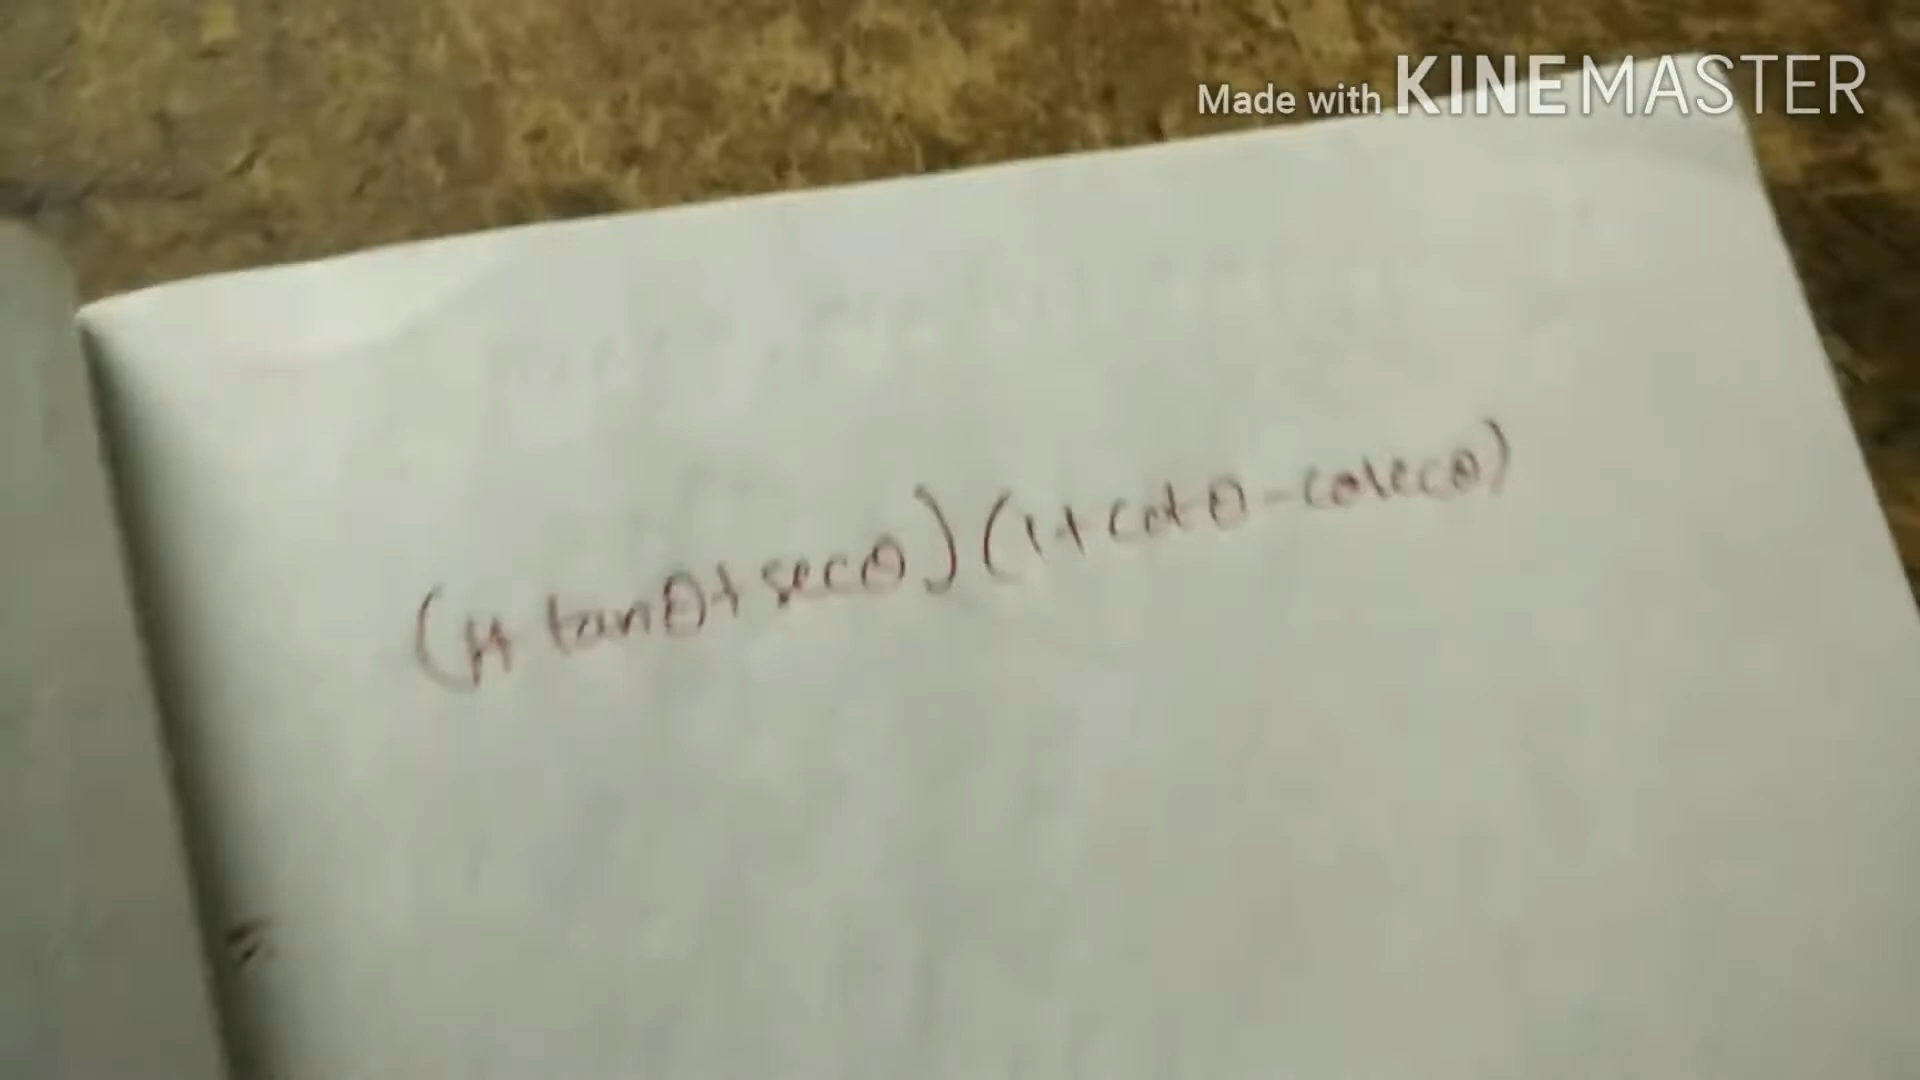 Made with KINEMASTER
(1+ tanθ + secθ) (1 + cotθ - cosecθ)
=